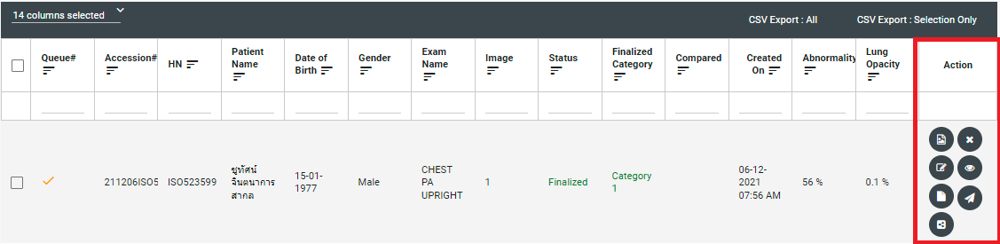 14 columns selected
CSV Export : All
CSV Export : Selection Only
Queue#
Accession#
HN
Patient
Name
Date of
Birth
Gender
Exam
Name
Image
Status
Finalized
Category
Compared
Created
On
Abnormality
Lung
Opacity
Action
211206ISO5
ISO523599
ชูทัศน์
จินตนาการ
สากล
15-01-
1977
Male
CHEST
PA
UPRIGHT
1
Finalized
Category
1
06-12-
2021
07:56 AM
56 %
0.1 %